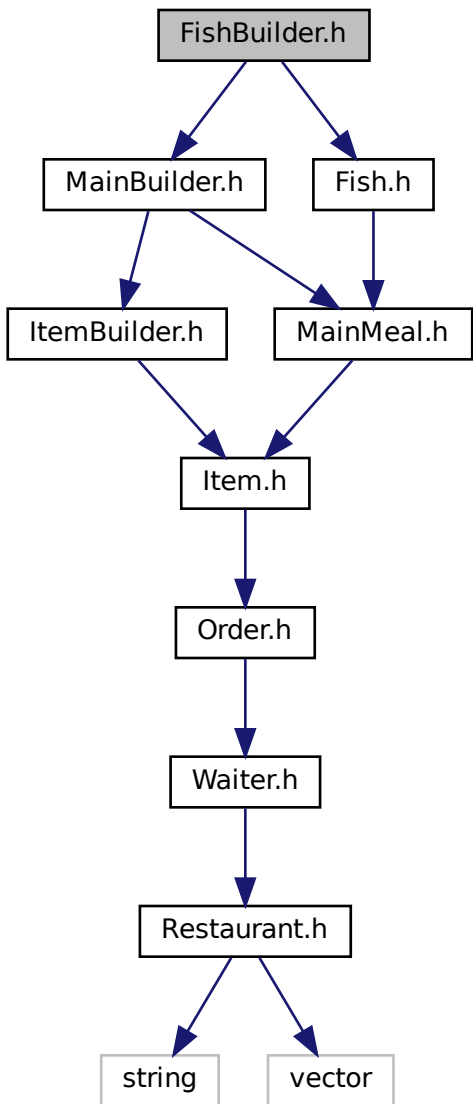 FishBuilder.h
MainBuilder.h
Fish.h
ItemBuilder.h
MainMeal.h
Item.h
Order.h
Waiter.h
Restaurant.h
string
vector